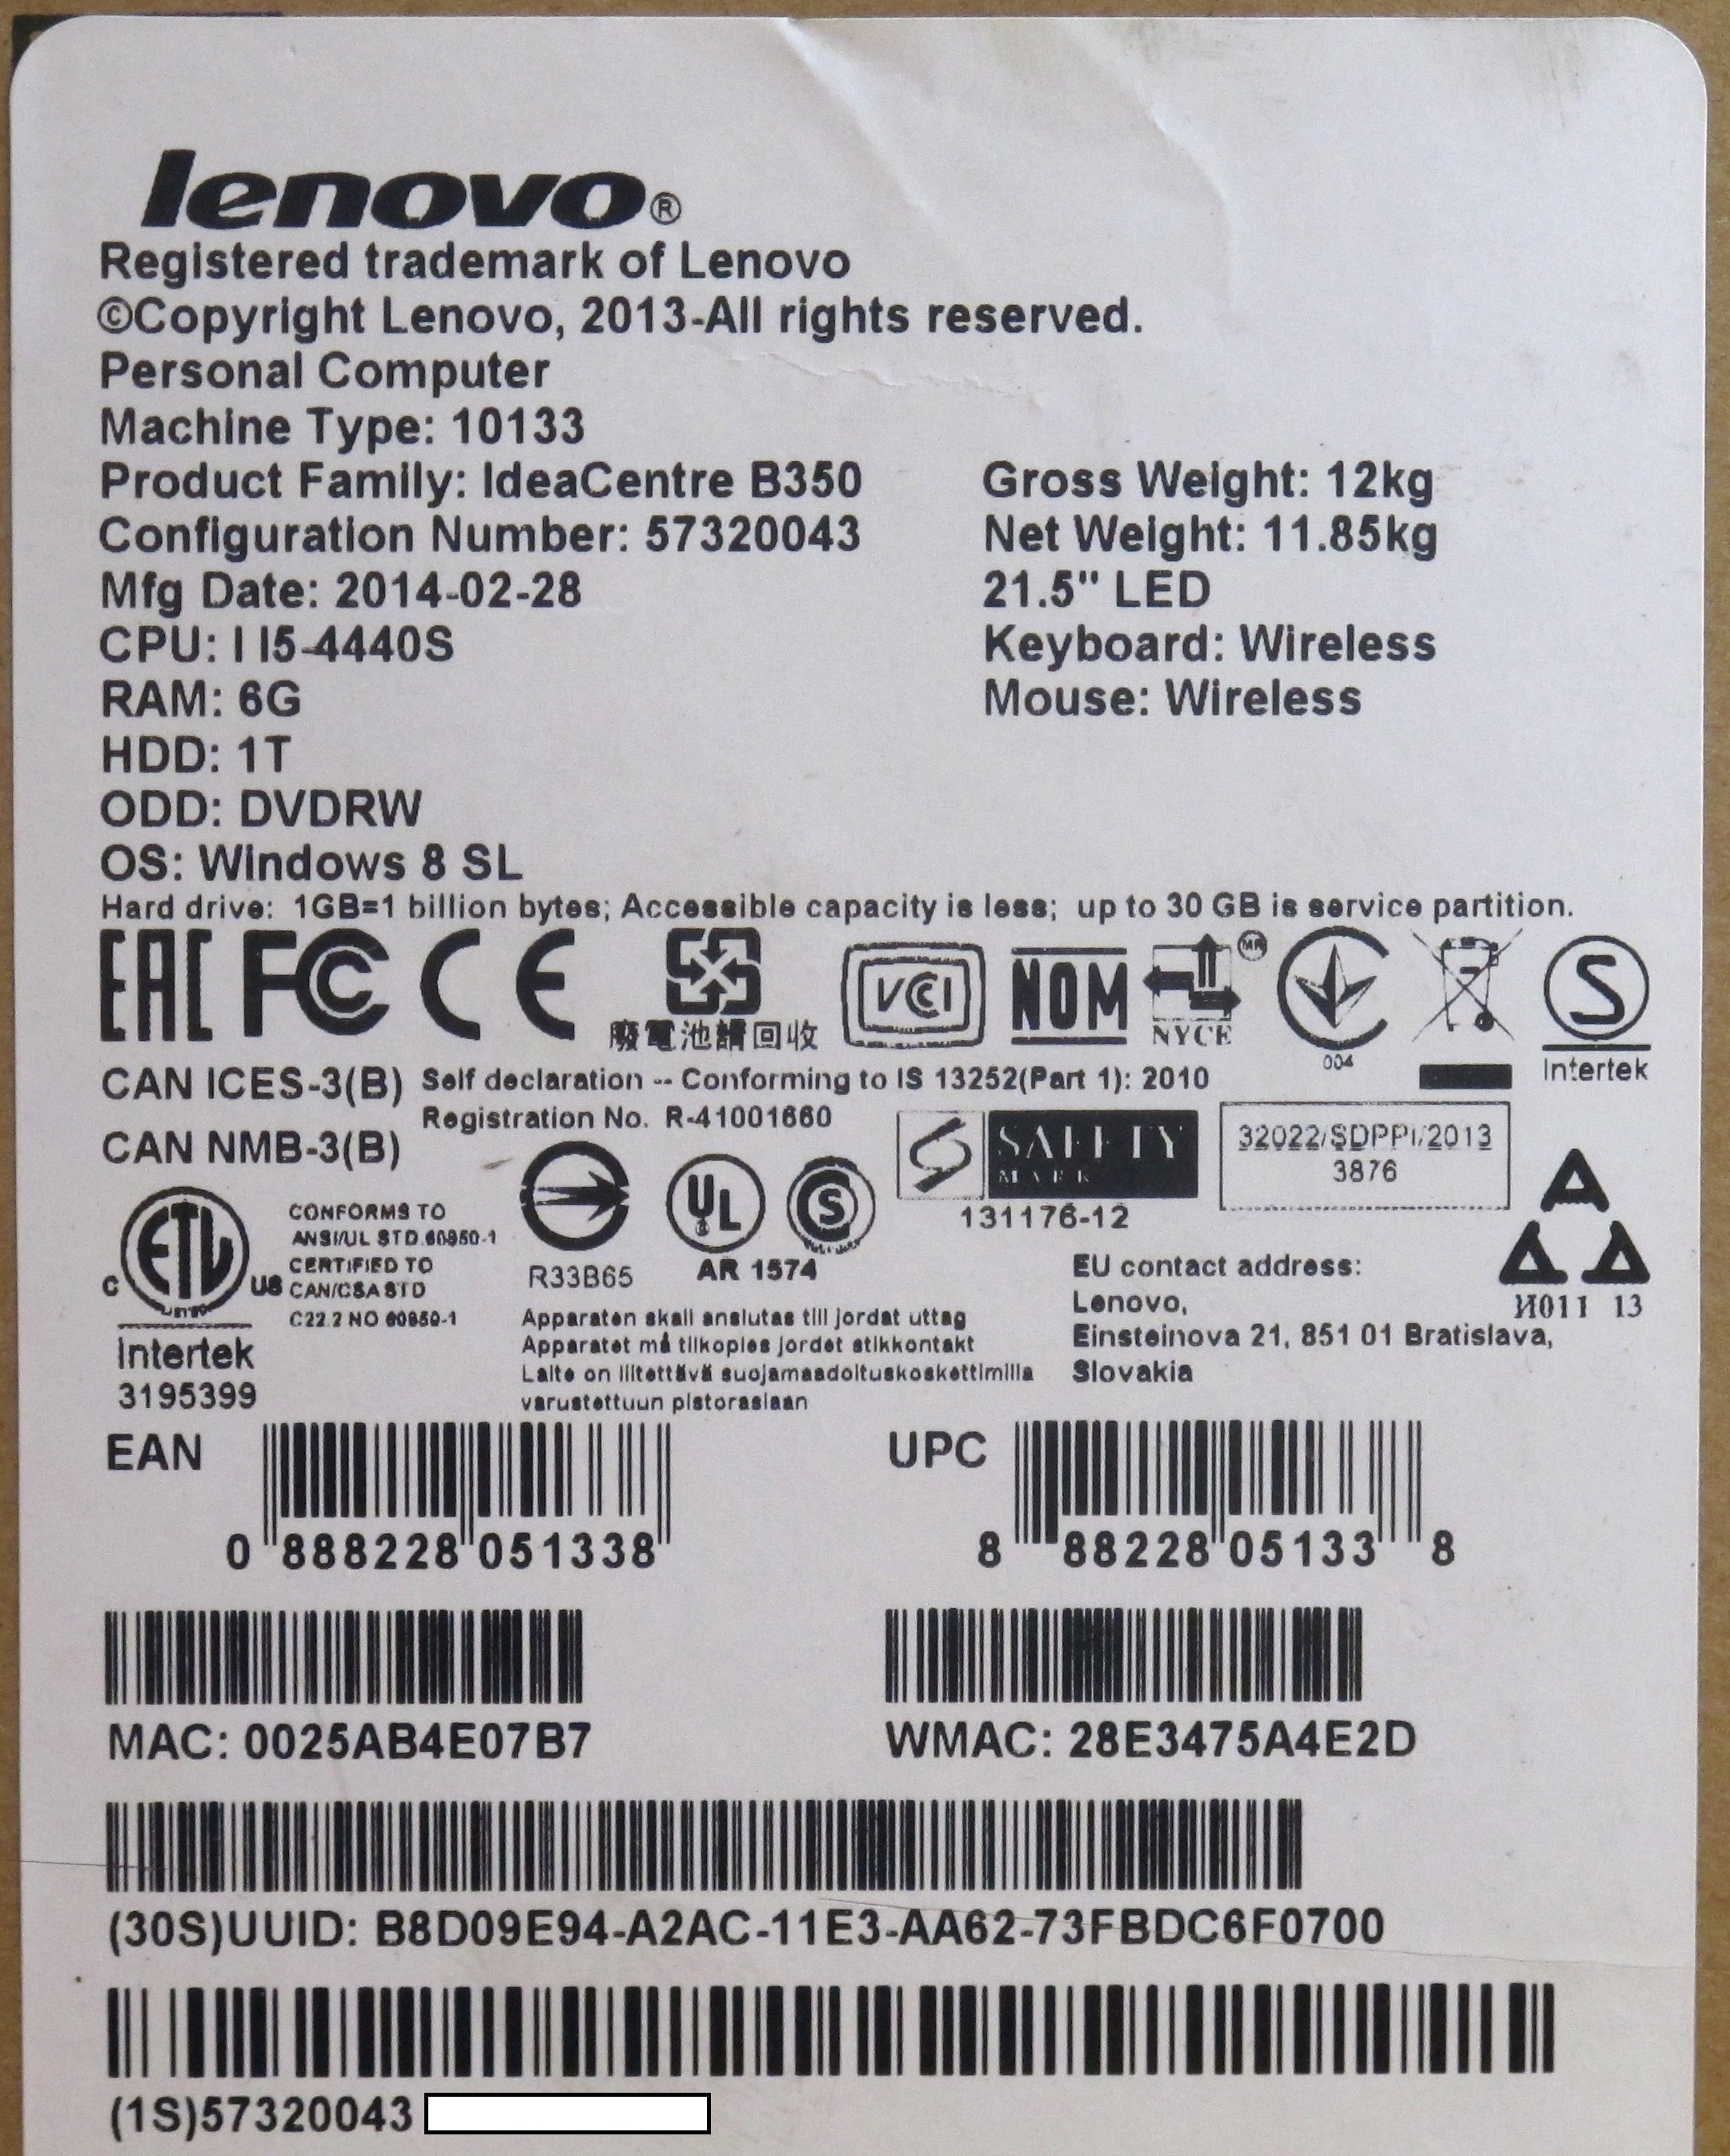 lenovo®
Registered trademark of Lenovo
©Copyright Lenovo, 2013-All rights reserved.
Personal Computer
Machine Type: 10133
Product Family: IdeaCentre B350
Gross Weight: 12kg
Configuration Number: 57320043
Net Weight: 11.85kg
Mfg Date: 2014-02-28
21.5" LED
CPU: I I5-4440S
Keyboard: Wireless
RAM: 6G
Mouse: Wireless
HDD: 1T
ODD: DVDRW
OS: Windows 8 SL
Hard drive: 1GB=1 billion bytes; Accessible capacity is less; up to 30 GB is service partition.
EAC FC CE
廢電池請回收
VCCI
NOM
MR
NYCE
004
S
Intertek
CAN ICES-3(B)
Self declaration -- Conforming to IS 13252(Part 1): 2010
Registration No. R-41001660
CAN NMB-3(B)
SAFETY
MARK
131176-12
32022/SDPPI/2013
3876
ETL
C US
CONFORMS TO
ANSI/UL STD.60950-1
CERTIFIED TO
CAN/CSA STD
C22.2 NO 60950-1
Intertek
3195399
R33B65
UL
S
AR 1574
Apparaten skall anslutas till jordat uttag
Apparatet må tilkoples jordet stikkontakt
Laite on liitettävä suojamaadoituskoskettimilla
varustettuun pistorasiaan
EU contact address:
Lenovo,
Einsteinova 21, 851 01 Bratislava,
Slovakia
И011 13
EAN
0 888228 051338
UPC
8 88228 05133 8
MAC: 0025AB4E07B7
WMAC: 28E3475A4E2D
(30S)UUID: B8D09E94-A2AC-11E3-AA62-73FBDC6F0700
(1S)57320043